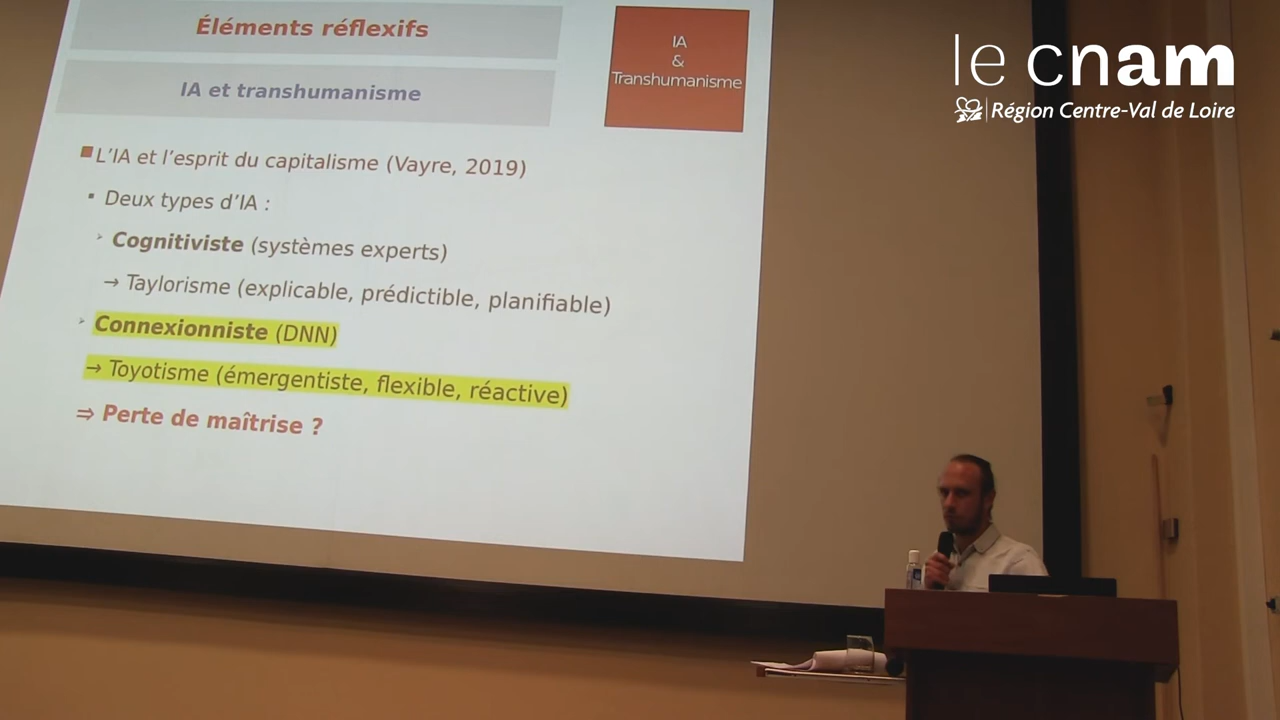 Éléments réflexifs
IA et transhumanisme
IA
&
Transhumanisme
L'IA et l'esprit du capitalisme (Vayre, 2019)
Deux types d'IA :
Cognitiviste (systèmes experts)
→ Taylorisme (explicable, prédictible, planifiable)
Connexionniste (DNN)
→ Toyotisme (émergentiste, flexible, réactive)
⇒ Perte de maîtrise ?
le cnam
Région Centre-Val de Loire